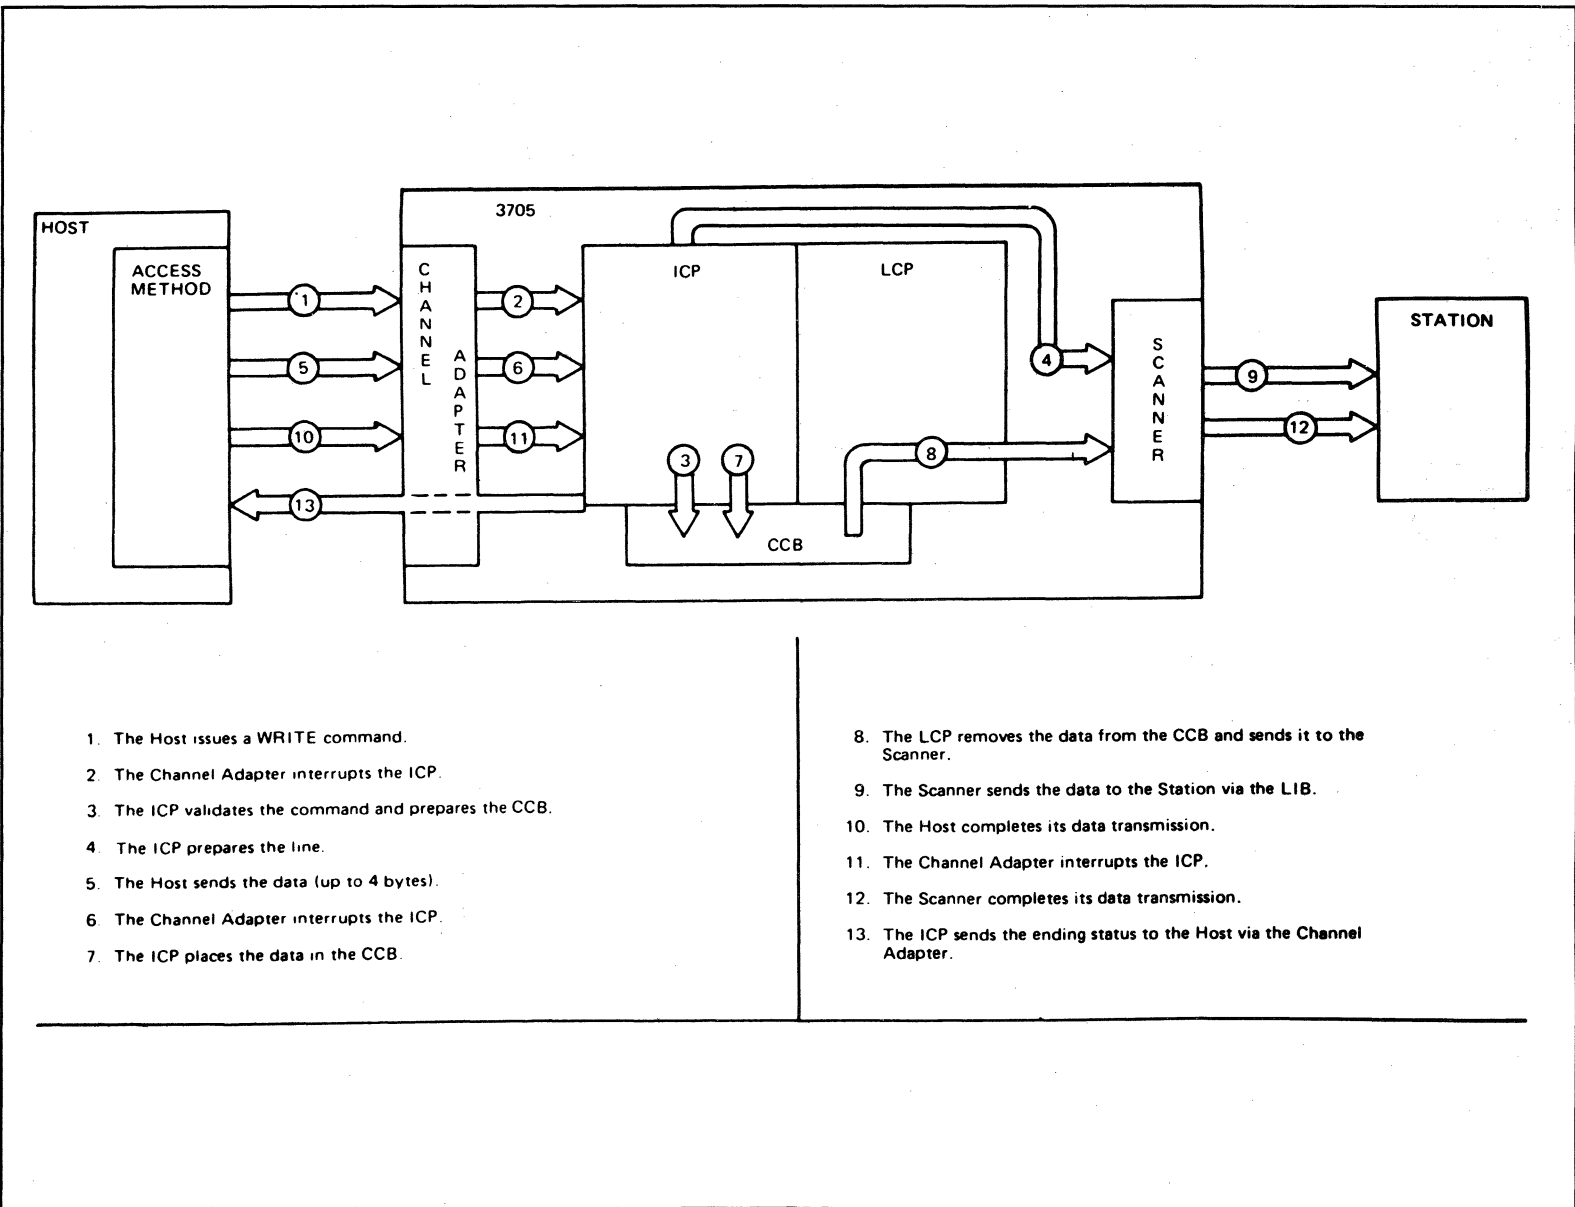 3705
HOST
ACCESS
METHOD
CHANNEL
ADAPTER
ICP
LCP
SCANNER
STATION
CCB
1
2
3
4
5
6
7
8
9
10
11
12
13
1. The Host issues a WRITE command.
2. The Channel Adapter interrupts the ICP.
3. The ICP validates the command and prepares the CCB.
4. The ICP prepares the line.
5. The Host sends the data (up to 4 bytes).
6. The Channel Adapter interrupts the ICP.
7. The ICP places the data in the CCB.
8. The LCP removes the data from the CCB and sends it to the
Scanner.
9. The Scanner sends the data to the Station via the LIB.
10. The Host completes its data transmission.
11. The Channel Adapter interrupts the ICP.
12. The Scanner completes its data transmission.
13. The ICP sends the ending status to the Host via the Channel
Adapter.